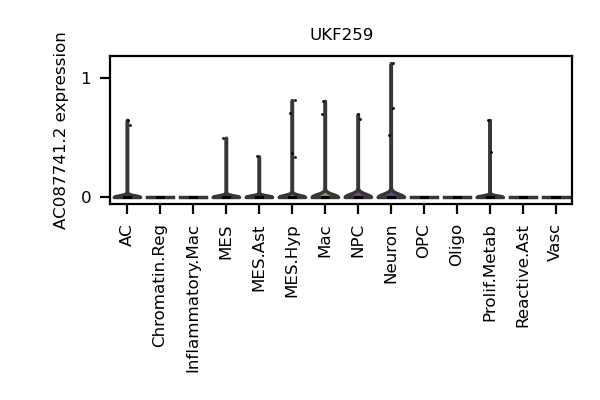 UKF259
AC087741.2 expression
1
0
AC
Chromatin.Reg
Inflammatory.Mac
MES
MES.Ast
MES.Hyp
Mac
NPC
Neuron
OPC
Oligo
Prolif.Metab
Reactive.Ast
Vasc